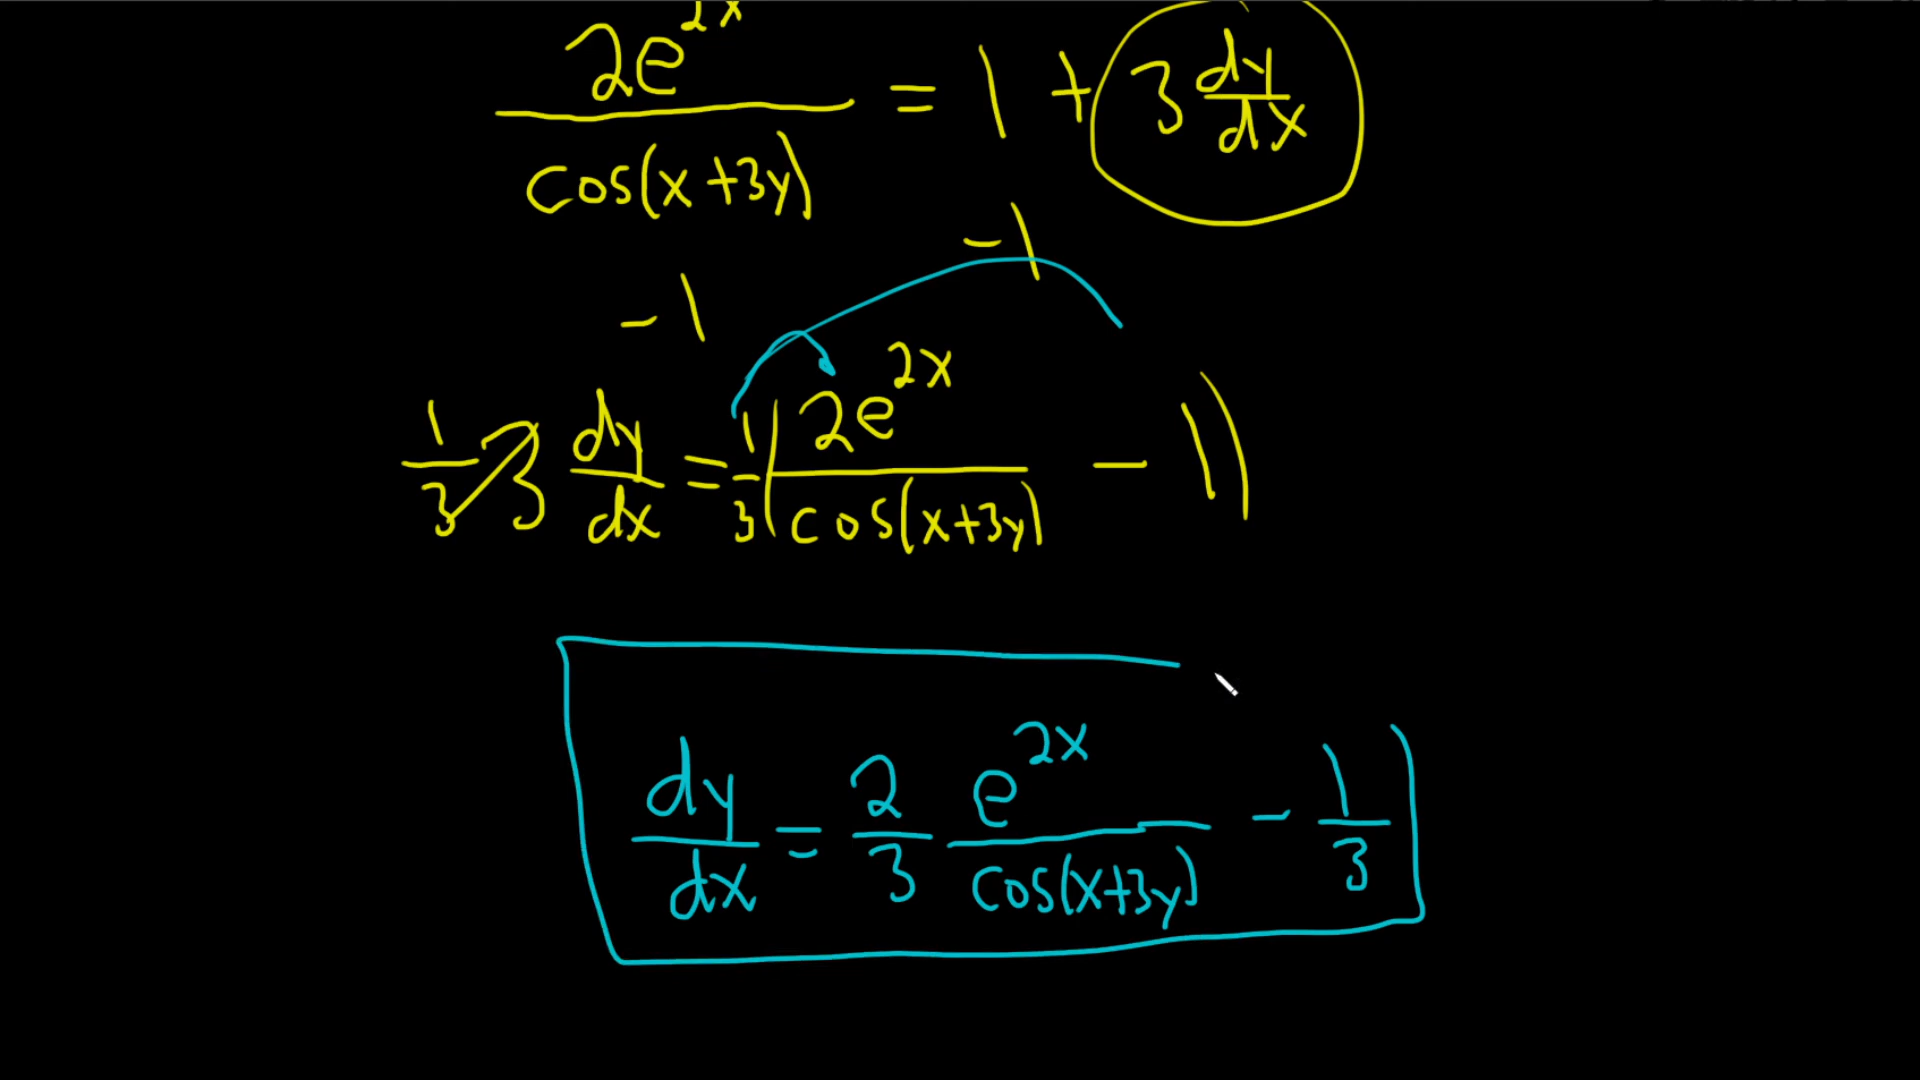 2e^{2x} / cos(x+3y) = 1 + 3 dy/dx
-1
-1
1/3 3 dy/dx = 1/3 ( 2e^{2x} / cos(x+3y) - 1 )
dy/dx = 2/3 e^{2x} / cos(x+3y) - 1/3